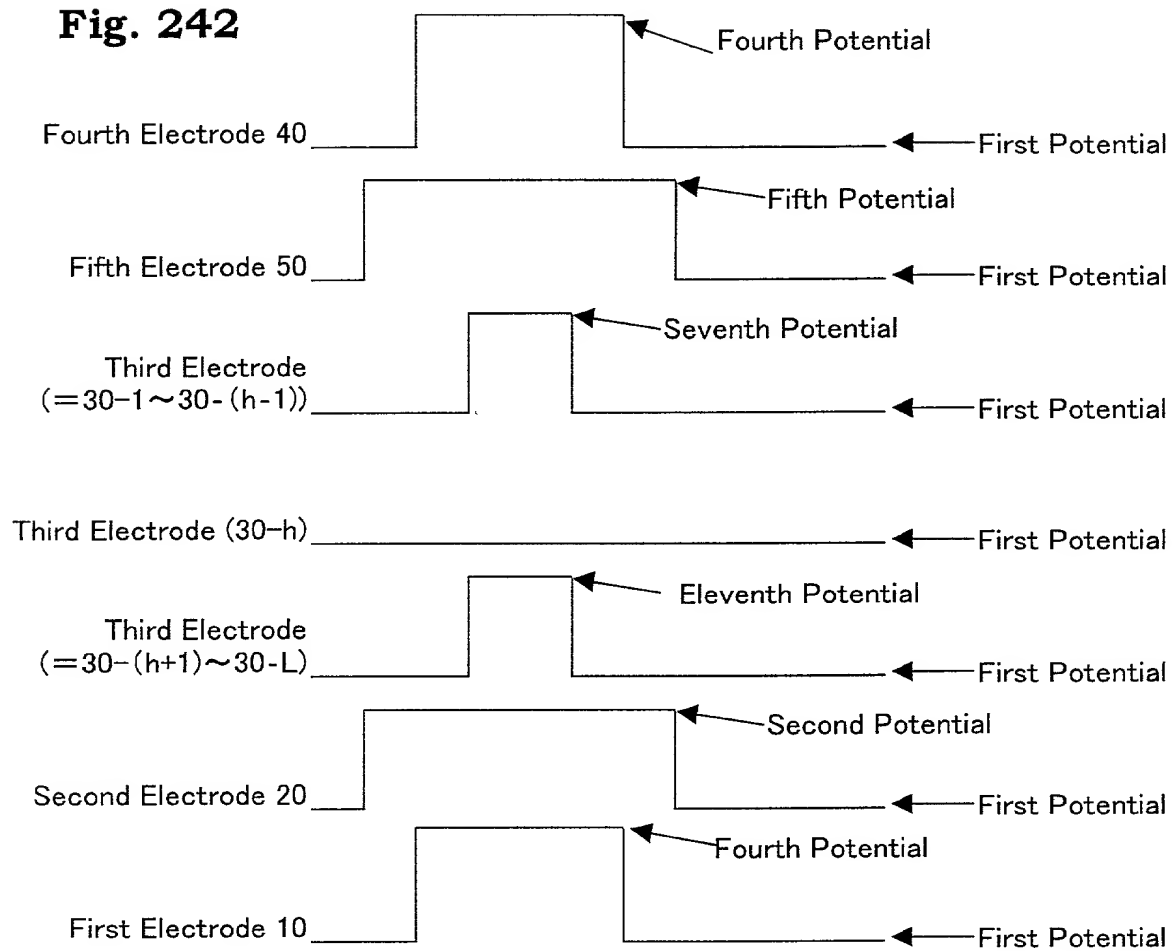 Fig. 242
Fourth Potential
Fourth Electrode 40
First Potential
Fifth Potential
Fifth Electrode 50
First Potential
Seventh Potential
Third Electrode
(=30-1~30-(h-1))
First Potential
Third Electrode (30-h)
First Potential
Eleventh Potential
Third Electrode
(=30-(h+1)~30-L)
First Potential
Second Potential
Second Electrode 20
First Potential
Fourth Potential
First Electrode 10
First Potential